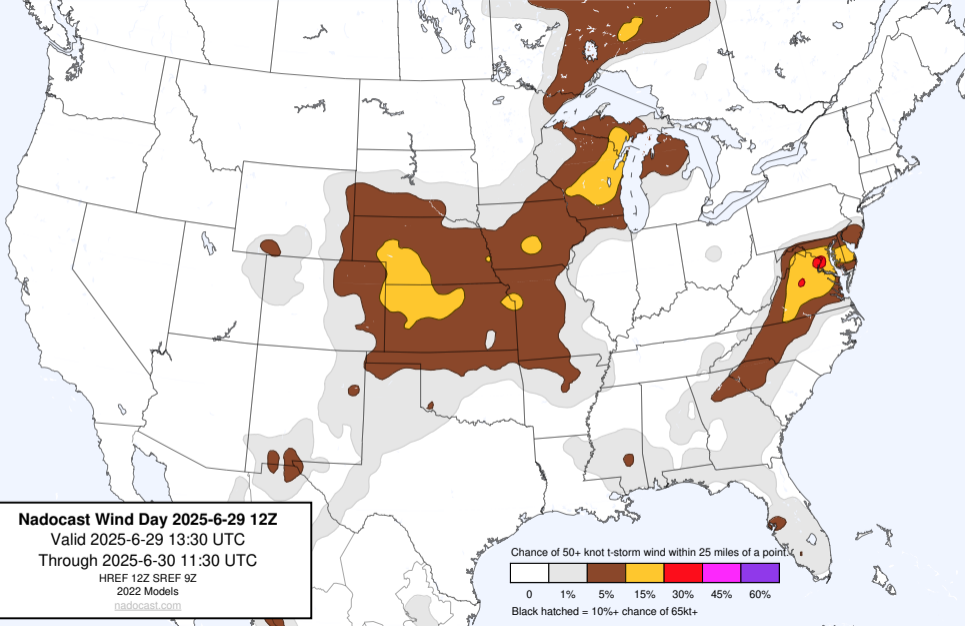 Nadocast Wind Day 2025-6-29 12Z
Valid 2025-6-29 13:30 UTC
Through 2025-6-30 11:30 UTC
HREF 12Z SREF 9Z
2022 Models
nadocast.com
Chance of 50+ knot t-storm wind within 25 miles of a point.
0 1% 5% 15% 30% 45% 60%
Black hatched = 10%+ chance of 65kt+